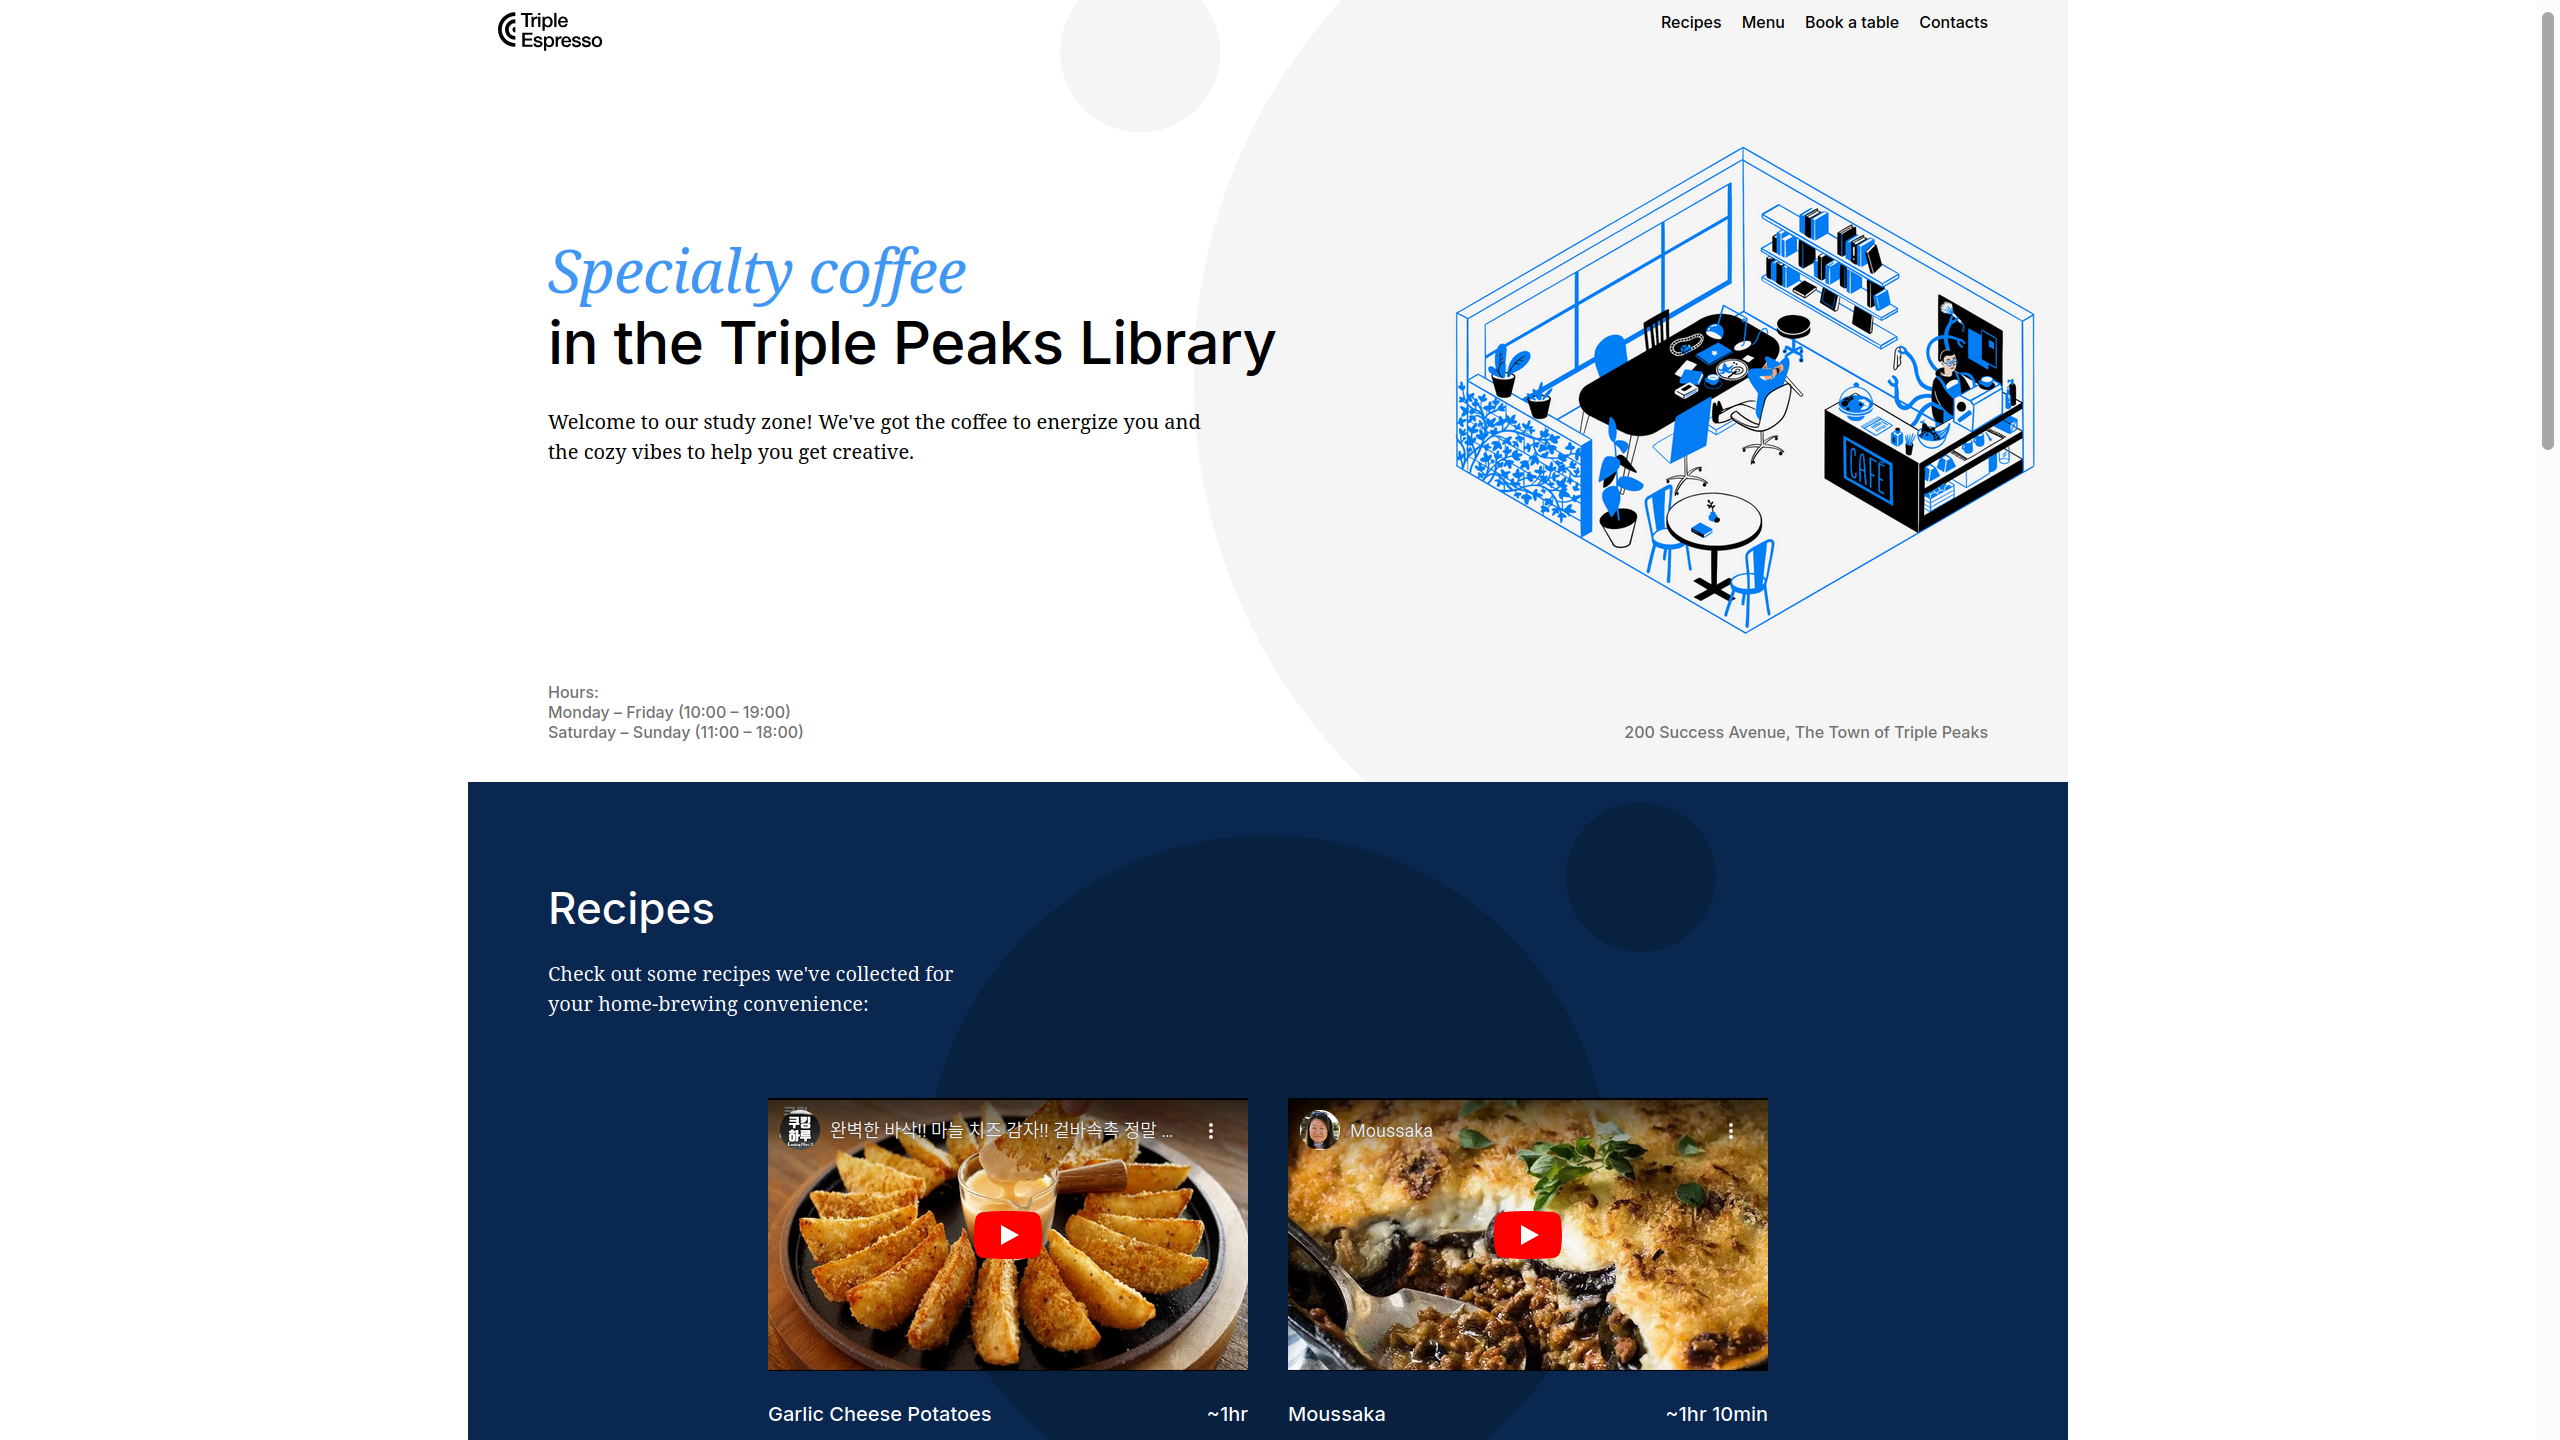 Triple
Espresso
Recipes Menu Book a table Contacts
Specialty coffee
in the Triple Peaks Library
Welcome to our study zone! We've got the coffee to energize you and
the cozy vibes to help you get creative.
CAFE
Hours:
Monday – Friday (10:00 – 19:00)
Saturday – Sunday (11:00 – 18:00)
200 Success Avenue, The Town of Triple Peaks
Recipes
Check out some recipes we've collected for
your home-brewing convenience:
쿠킹
하루
완벽한 바삭!! 마늘 치즈 감자!! 겉바속촉 정말 ...
Moussaka
Garlic Cheese Potatoes ~1hr
Moussaka ~1hr 10min